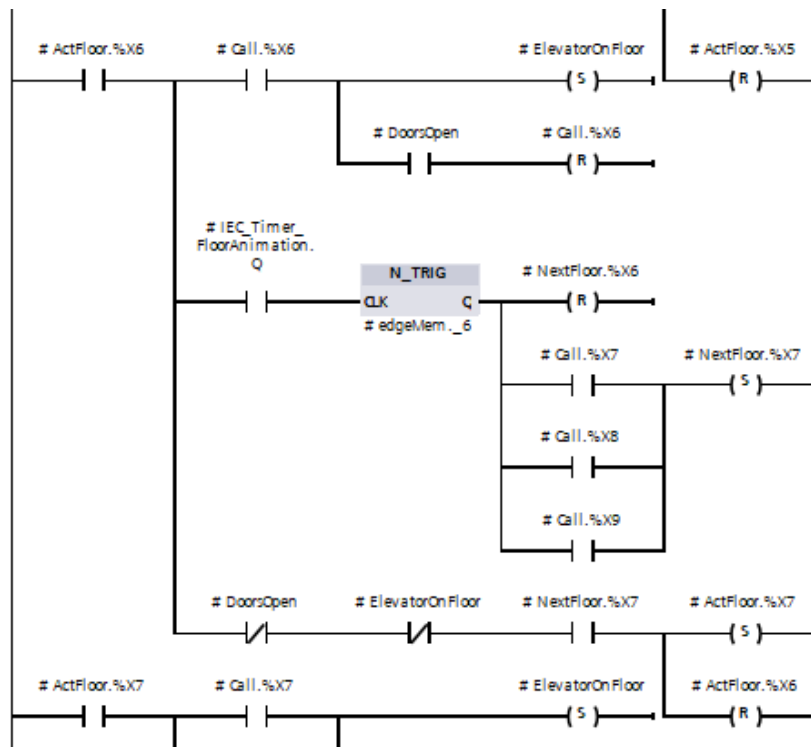 # ActFloor.%X6
# Call.%X6
# ElevatorOnFloor
# ActFloor.%X5
S
R
# DoorsOpen
# Call.%X6
R
# IEC_Timer_
FloorAnimation.
Q
N_TRIG
# NextFloor.%X6
CLK
Q
R
# edgeMem._6
# Call.%X7
# NextFloor.%X7
S
# Call.%X8
# Call.%X9
# DoorsOpen
# ElevatorOnFloor
# NextFloor.%X7
# ActFloor.%X7
S
# ActFloor.%X7
# Call.%X7
# ElevatorOnFloor
# ActFloor.%X6
S
R